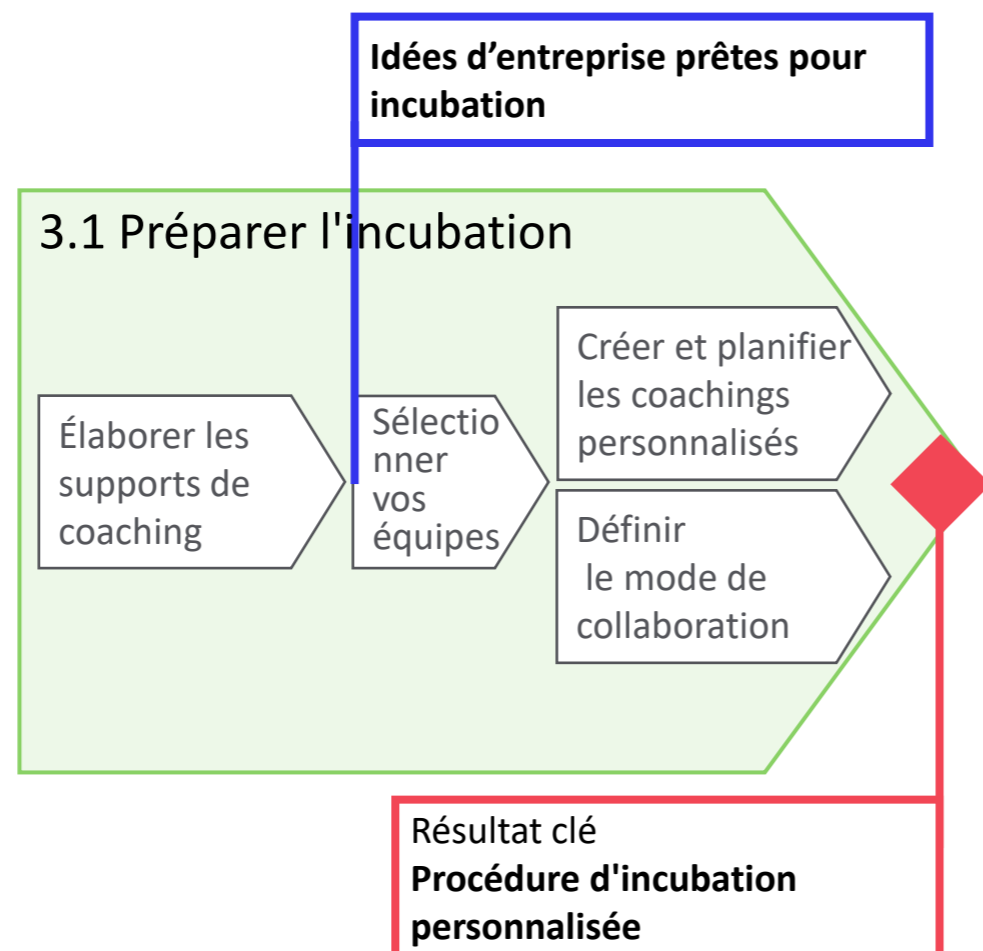 Idées d’entreprise prêtes pour
incubation
3.1 Préparer l'incubation
Élaborer les
supports de
coaching
Sélectio
nner
vos
équipes
Créer et planifier
les coachings
personnalisés
Définir
le mode de
collaboration
Résultat clé
Procédure d'incubation
personnalisée